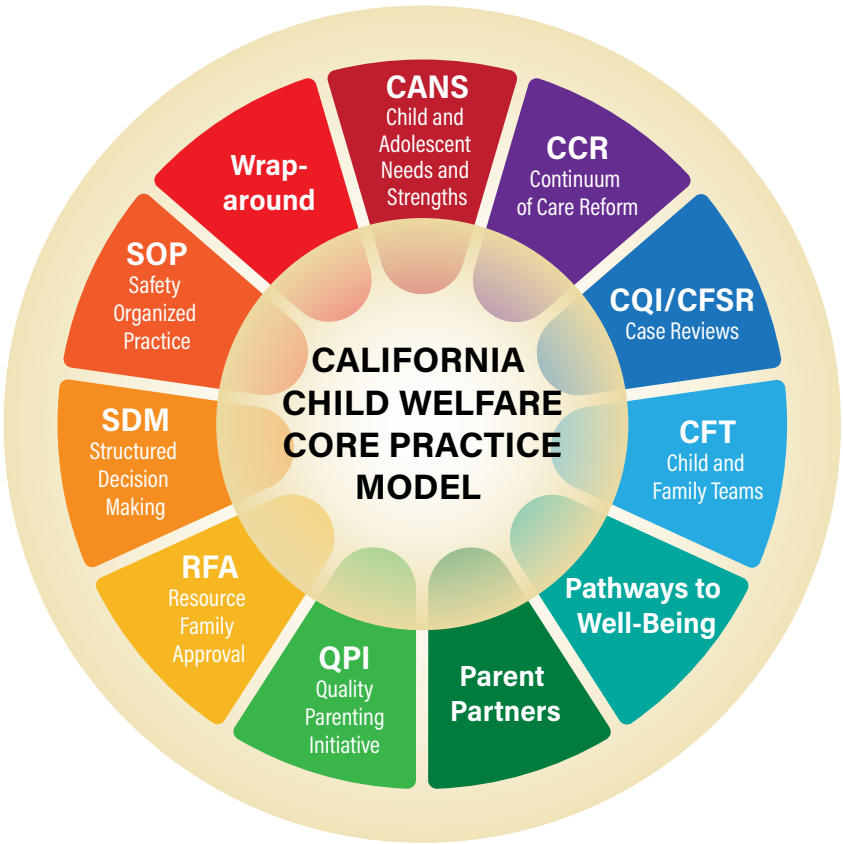 CANS
Child and
Adolescent
Needs and
Strengths
CCR
Continuum
of Care Reform
CQI/CFSR
Case Reviews
CFT
Child and
Family Teams
Pathways to
Well-Being
Parent
Partners
QPI
Quality
Parenting
Initiative
RFA
Resource
Family
Approval
SDM
Structured
Decision
Making
SOP
Safety
Organized
Practice
Wrap-
around
CALIFORNIA
CHILD WELFARE
CORE PRACTICE
MODEL